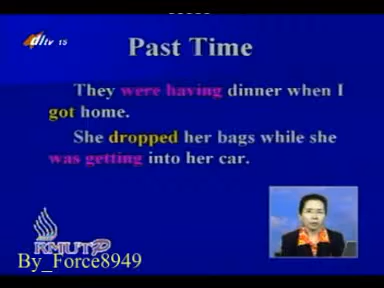 dltv 15
Past Time
They were having dinner when I
got home.
She dropped her bags while she
was getting into her car.
RMUTP
By_Force8949